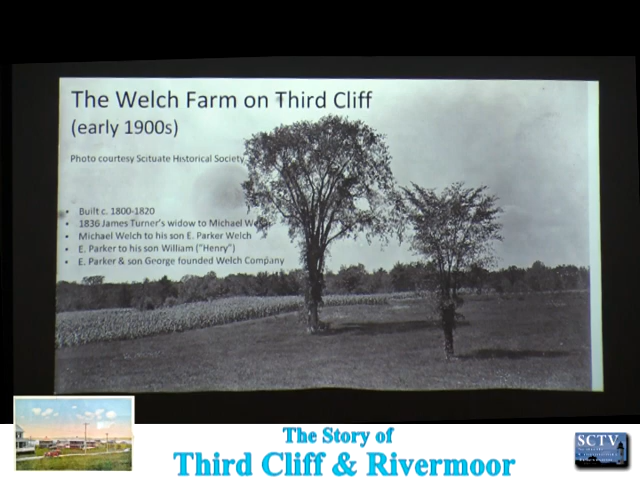 The Welch Farm on Third Cliff
(early 1900s)
Photo courtesy Scituate Historical Society
• Built c. 1800-1820
• 1836 James Turner's widow to Michael
• Michael Welch to his son E. Parker Welch
• E. Parker to his son William ("Henry")
• E. Parker & son George founded Welch Company
The Story of
Third Cliff & Rivermoor
SCTV